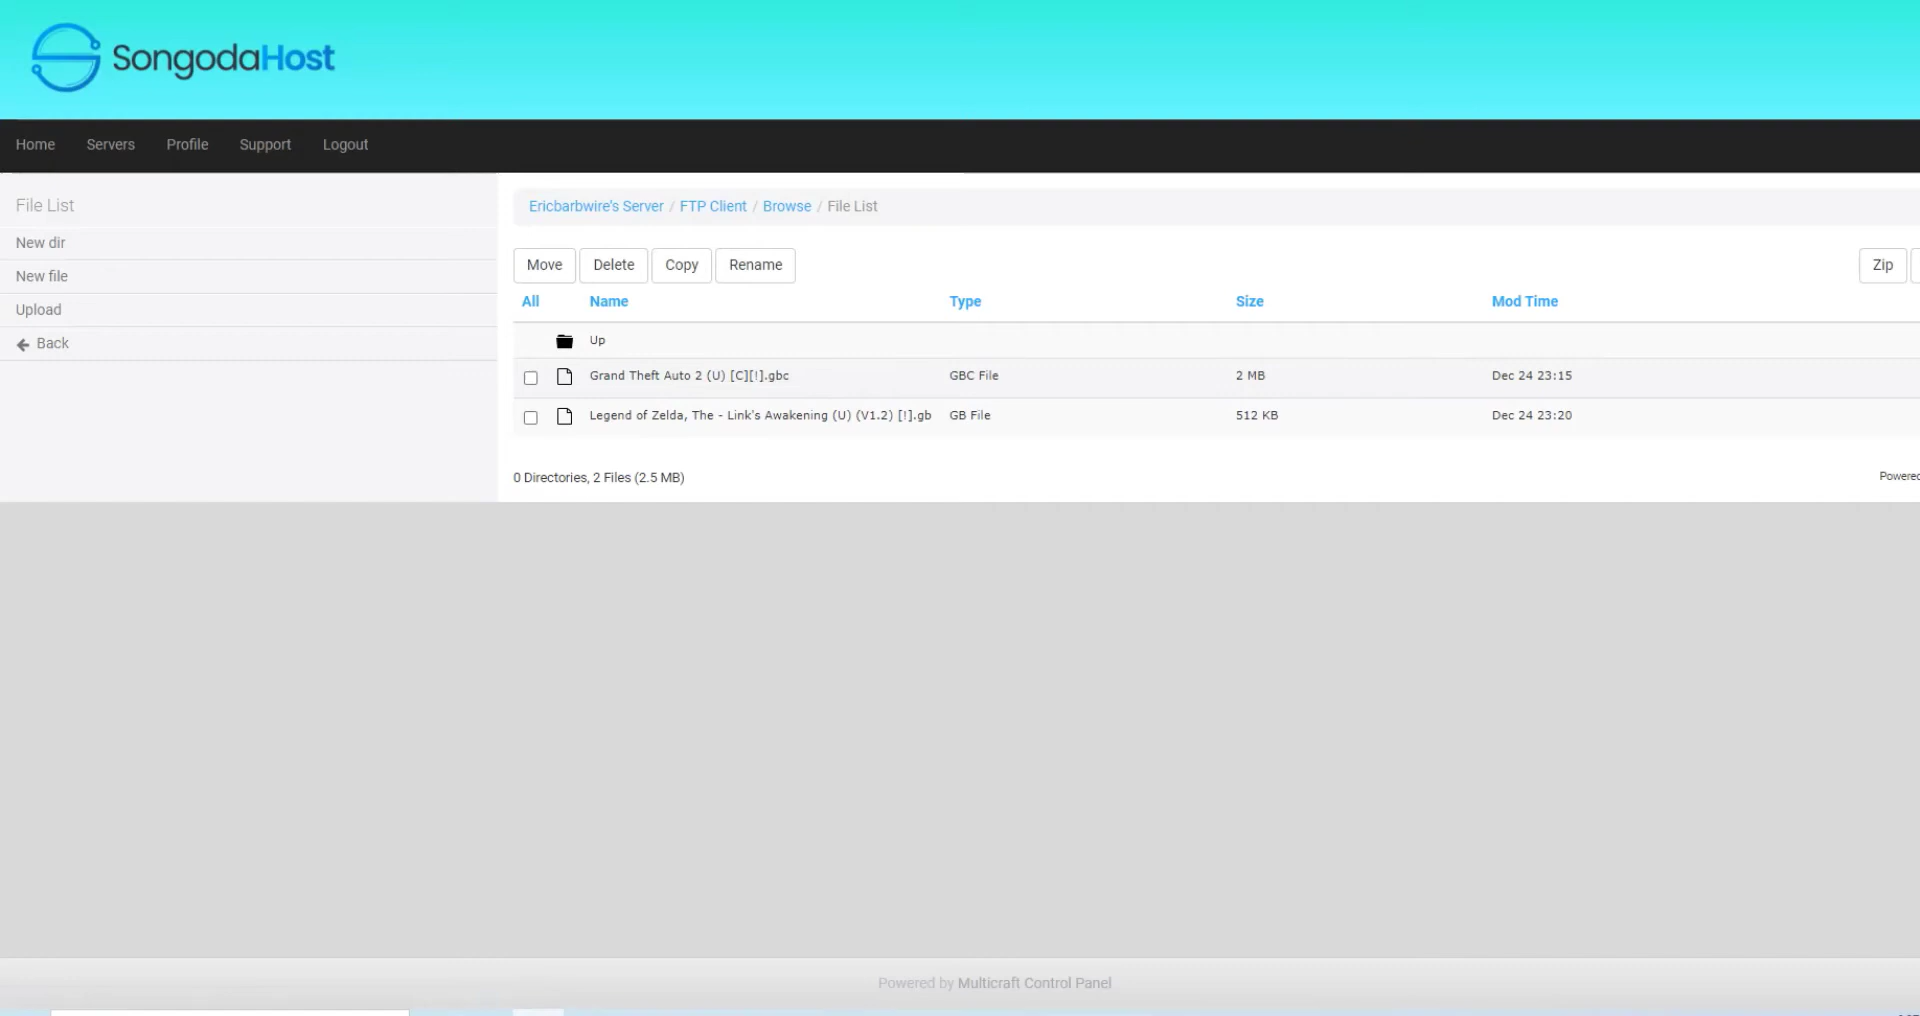 SongodaHost
Home Servers Profile Support Logout
File List
New dir
New file
Upload
Back
Ericbarbwire's Server / FTP Client / Browse / File List
Move Delete Copy Rename Zip
All Name Type Size Mod Time
Up
Grand Theft Auto 2 (U) [C][!].gbc GBC File 2 MB Dec 24 23:15
Legend of Zelda, The - Link's Awakening (U) (V1.2) [!].gb GB File 512 KB Dec 24 23:20
0 Directories, 2 Files (2.5 MB)
Powered
Powered by Multicraft Control Panel